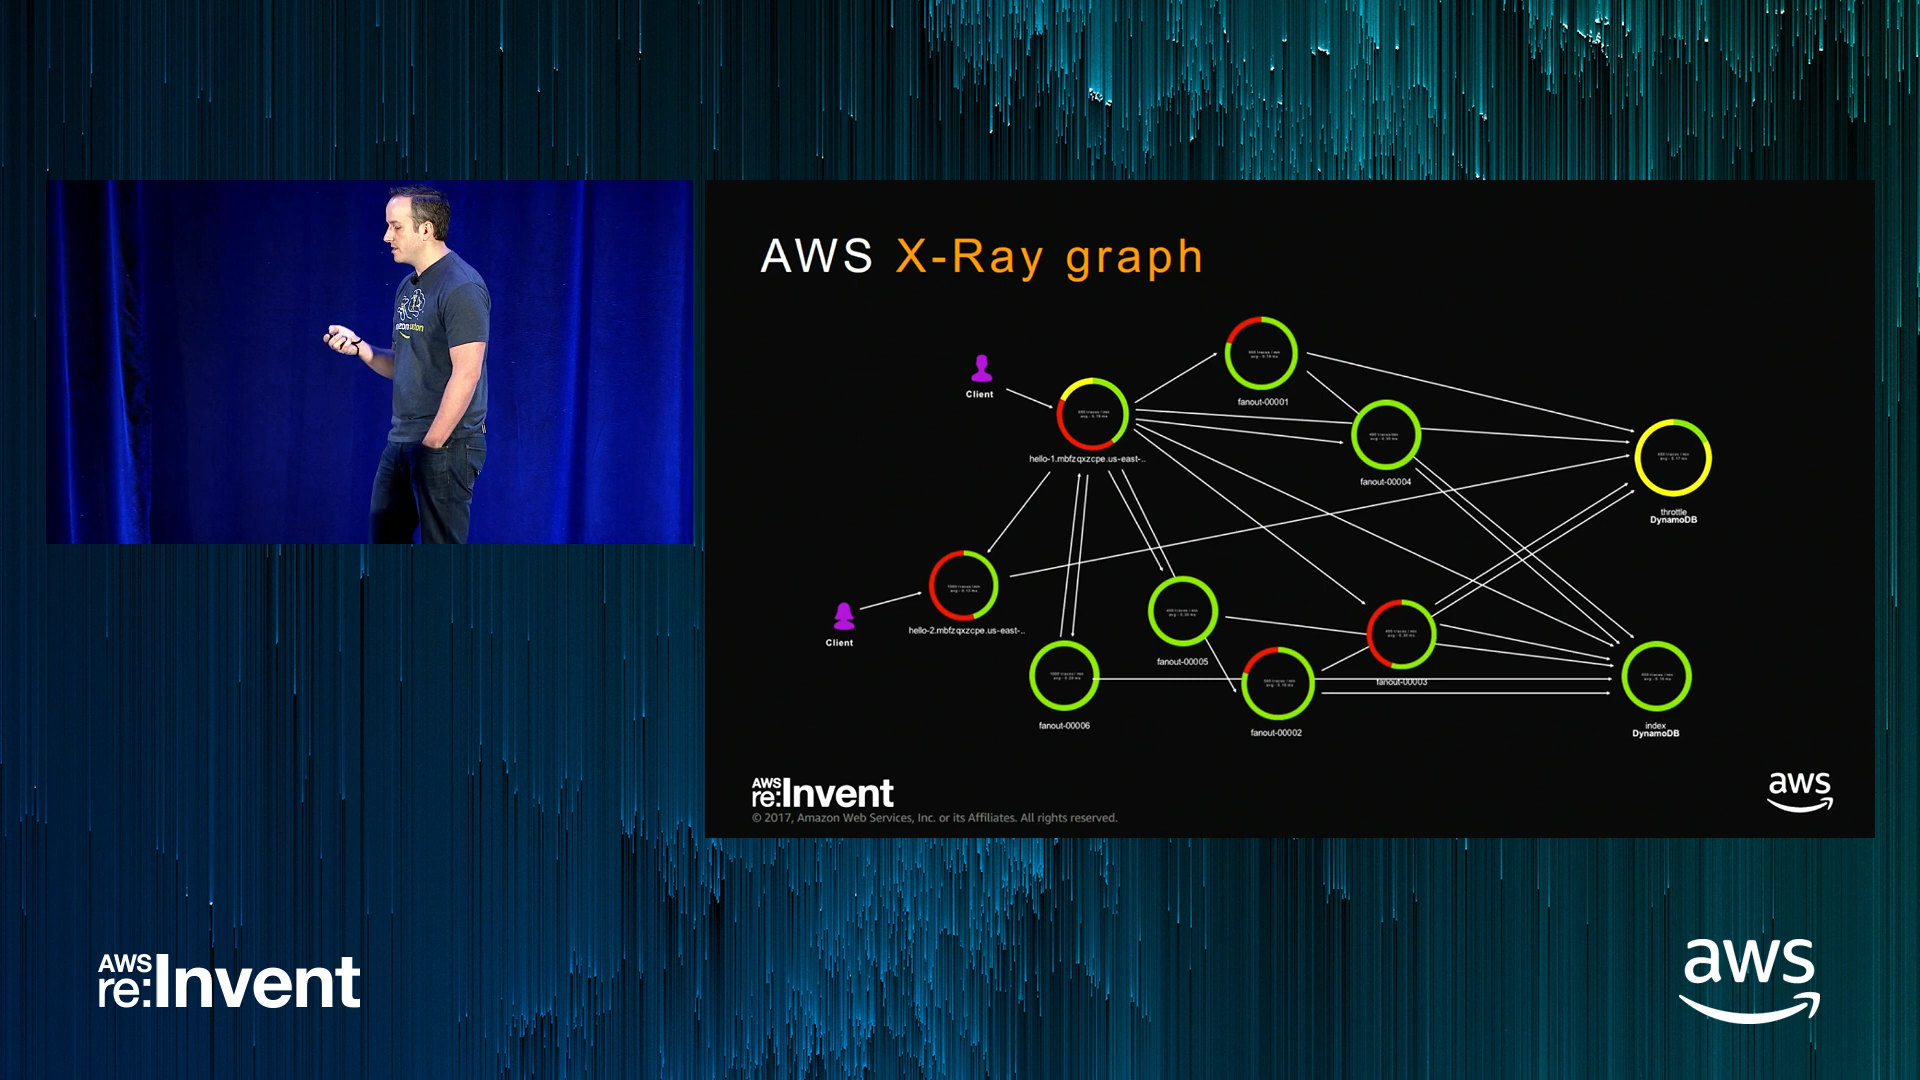 AWS X-Ray graph
Client
hello-1.mbfzqxzcpe.us-east-..
fanout-00001
fanout-00004
throttle
DynamoDB
Client
hello-2.mbfzqxzcpe.us-east-..
fanout-00005
fanout-00003
fanout-00006
fanout-00002
index
DynamoDB
AWS
re:Invent
© 2017, Amazon Web Services, Inc. or its Affiliates. All rights reserved.
aws
AWS
re:Invent
aws